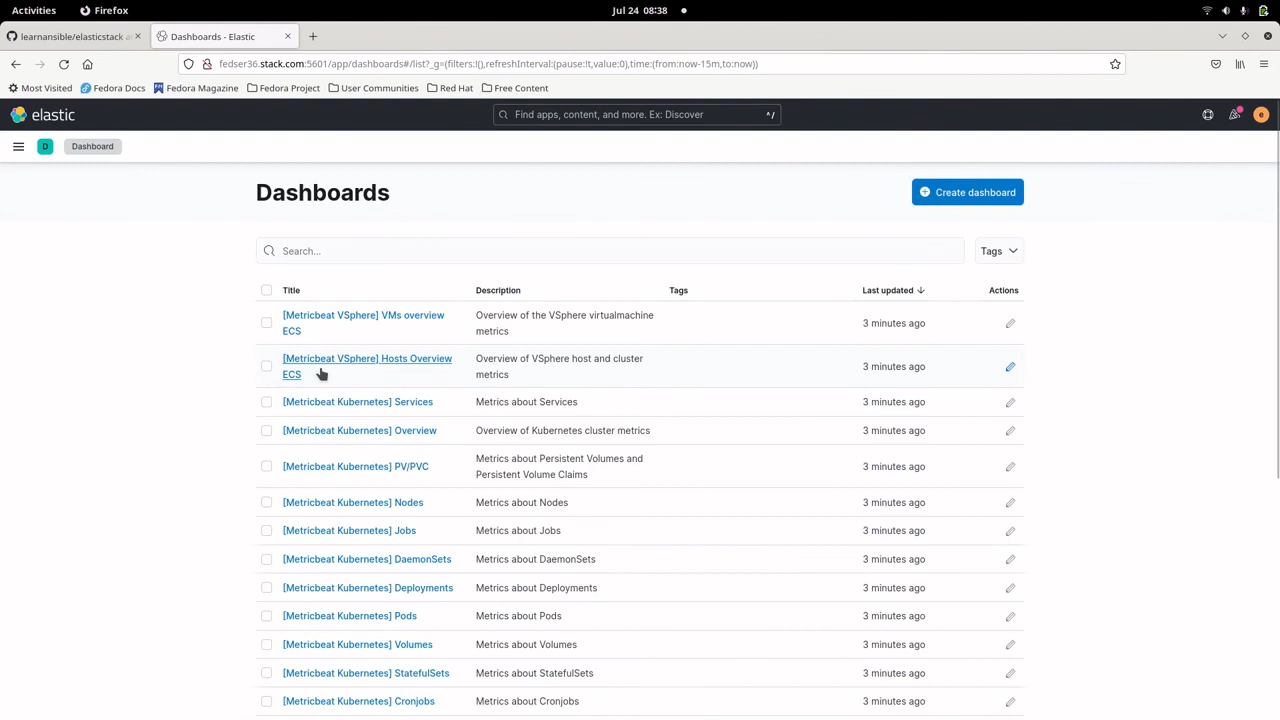 Activities
Firefox
Jul 24 08:38
learnansible/elasticstack a
Dashboards - Elastic
fedser36.stack.com:5601/app/dashboards#/list?_g=(filters:!(),refreshInterval:(pause:!t,value:0),time:(from:now-15m,to:now))
Most Visited
Fedora Docs
Fedora Magazine
Fedora Project
User Communities
Red Hat
Free Content
elastic
Find apps, content, and more. Ex: Discover
^/
e
D
Dashboard
Dashboards
Create dashboard
Search...
Tags
Title Description Tags Last updated Actions
[Metricbeat VSphere] VMs overview
ECS
Overview of the VSphere virtualmachine
metrics
3 minutes ago
[Metricbeat VSphere] Hosts Overview
ECS
Overview of VSphere host and cluster
metrics
3 minutes ago
[Metricbeat Kubernetes] Services Metrics about Services 3 minutes ago
[Metricbeat Kubernetes] Overview Overview of Kubernetes cluster metrics 3 minutes ago
[Metricbeat Kubernetes] PV/PVC
Metrics about Persistent Volumes and
Persistent Volume Claims
3 minutes ago
[Metricbeat Kubernetes] Nodes Metrics about Nodes 3 minutes ago
[Metricbeat Kubernetes] Jobs Metrics about Jobs 3 minutes ago
[Metricbeat Kubernetes] DaemonSets Metrics about DaemonSets 3 minutes ago
[Metricbeat Kubernetes] Deployments Metrics about Deployments 3 minutes ago
[Metricbeat Kubernetes] Pods Metrics about Pods 3 minutes ago
[Metricbeat Kubernetes] Volumes Metrics about Volumes 3 minutes ago
[Metricbeat Kubernetes] StatefulSets Metrics about StatefulSets 3 minutes ago
[Metricbeat Kubernetes] Cronjobs Metrics about Cronjobs 3 minutes ago